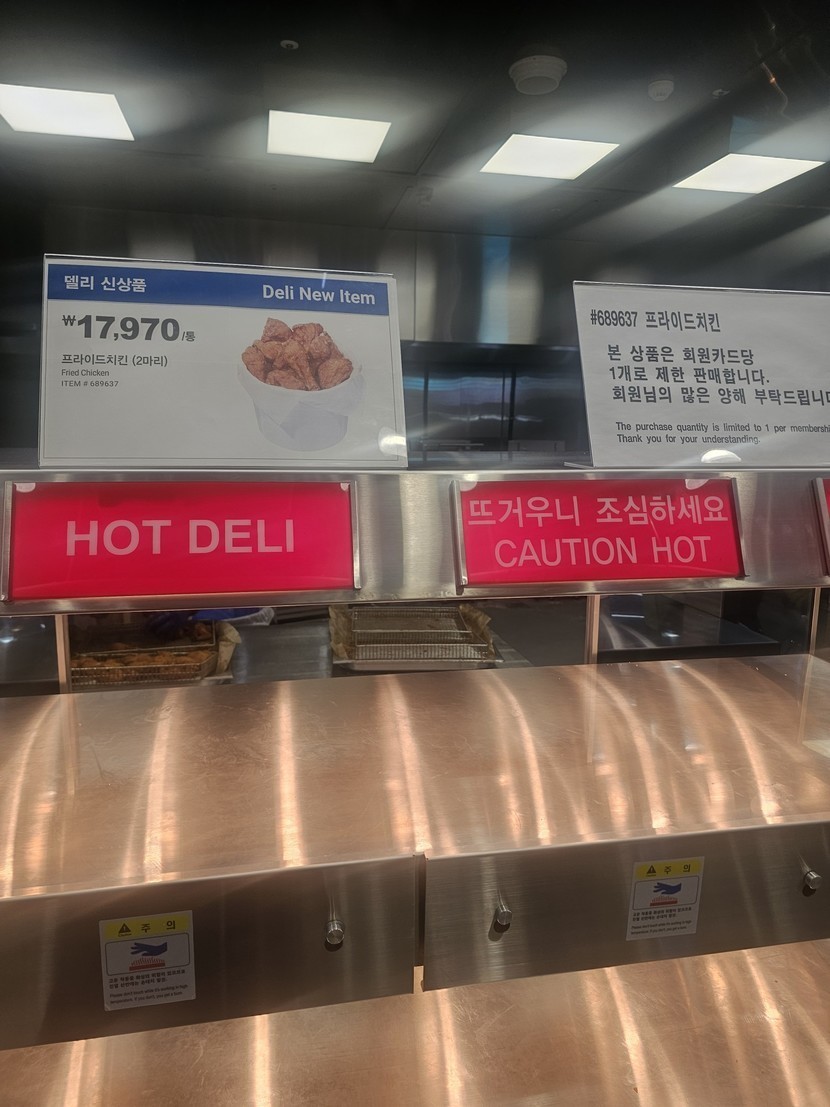 델리 신상품
Deli New Item
₩17,970/통
프라이드치킨 (2마리)
Fried Chicken
ITEM # 689637
#689637 프라이드치킨
본 상품은 회원카드당
1개로 제한 판매합니다.
회원님의 많은 양해 부탁드립니다
The purchase quantity is limited to 1 per membershi
Thank you for your understanding.
HOT DELI
뜨거우니 조심하세요
CAUTION HOT
주 의
주 의